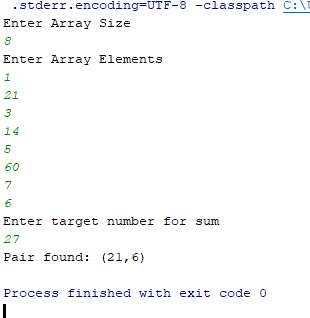 .stderr.encoding=UTF-8 -classpath C:\U
Enter Array Size
8
Enter Array Elements
1
21
3
14
5
60
7
6
Enter target number for sum
27
Pair found: (21,6)
Process finished with exit code 0